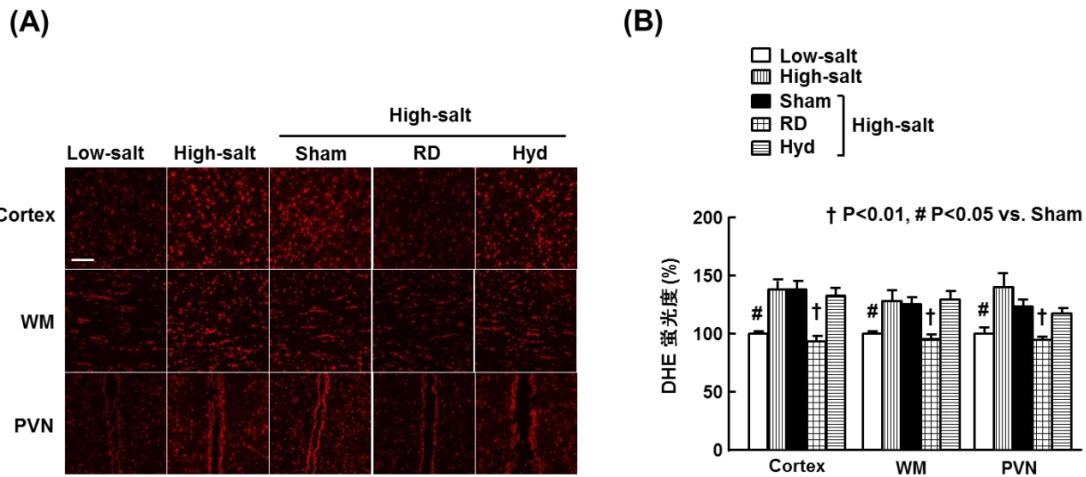 (A)
High-salt
Low-salt High-salt Sham RD Hyd
Cortex
WM
PVN
(B)
Low-salt
High-salt
Sham
RD
Hyd
High-salt
† P<0.01, # P<0.05 vs. Sham
DHE 蛍光度 (%)
200
150
100
50
0
# †
# †
# †
Cortex WM PVN